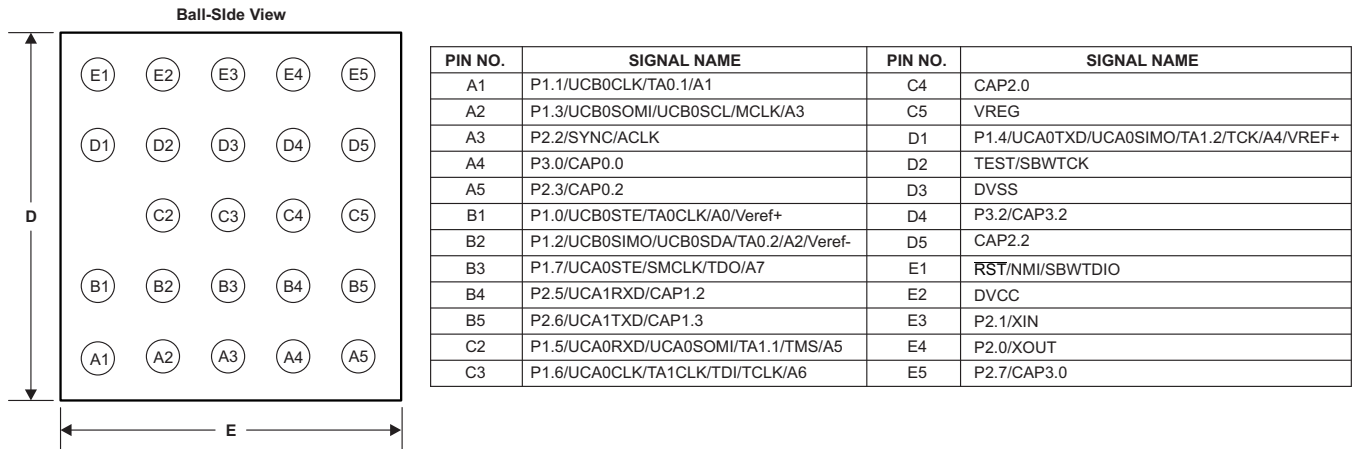 Ball-SIde View
E1 E2 E3 E4 E5
D1 D2 D3 D4 D5
D
C2 C3 C4 C5
B1 B2 B3 B4 B5
A1 A2 A3 A4 A5
E
PIN NO. SIGNAL NAME PIN NO. SIGNAL NAME
A1 P1.1/UCB0CLK/TA0.1/A1 C4 CAP2.0
A2 P1.3/UCB0SOMI/UCB0SCL/MCLK/A3 C5 VREG
A3 P2.2/SYNC/ACLK D1 P1.4/UCA0TXD/UCA0SIMO/TA1.2/TCK/A4/VREF+
A4 P3.0/CAP0.0 D2 TEST/SBWTCK
A5 P2.3/CAP0.2 D3 DVSS
B1 P1.0/UCB0STE/TA0CLK/A0/Veref+ D4 P3.2/CAP3.2
B2 P1.2/UCB0SIMO/UCB0SDA/TA0.2/A2/Veref- D5 CAP2.2
B3 P1.7/UCA0STE/SMCLK/TDO/A7 E1 RST/NMI/SBWTDIO
B4 P2.5/UCA1RXD/CAP1.2 E2 DVCC
B5 P2.6/UCA1TXD/CAP1.3 E3 P2.1/XIN
C2 P1.5/UCA0RXD/UCA0SOMI/TA1.1/TMS/A5 E4 P2.0/XOUT
C3 P1.6/UCA0CLK/TA1CLK/TDI/TCLK/A6 E5 P2.7/CAP3.0